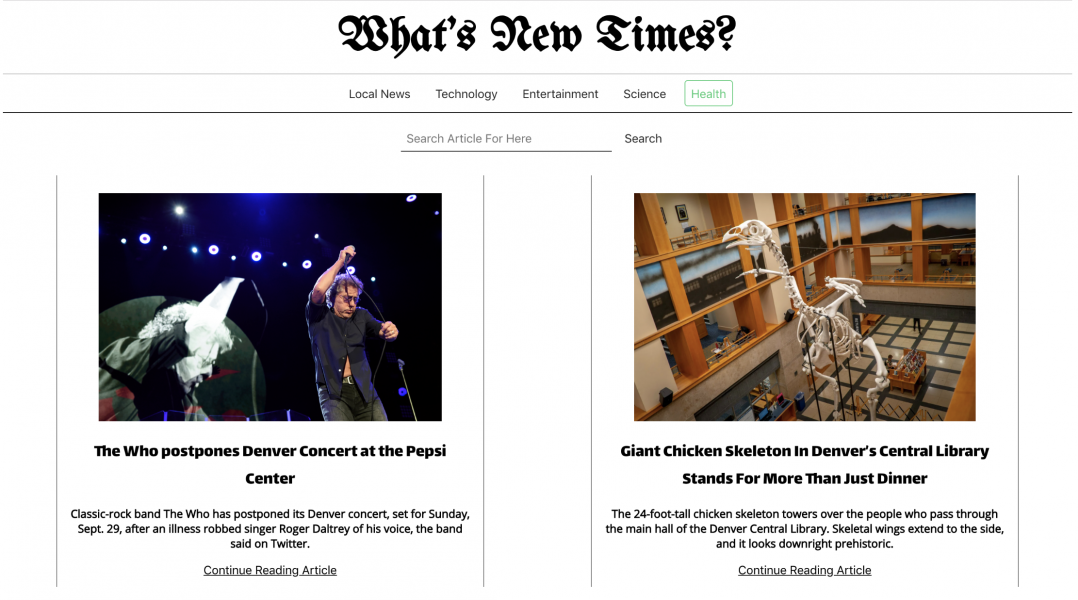 What's New Times?
Local News
Technology
Entertainment
Science
Health
Search Article For Here
Search
The Who postpones Denver Concert at the Pepsi
Center
Classic-rock band The Who has postponed its Denver concert, set for Sunday,
Sept. 29, after an illness robbed singer Roger Daltrey of his voice, the band
said on Twitter.
Continue Reading Article
Giant Chicken Skeleton In Denver's Central Library
Stands For More Than Just Dinner
The 24-foot-tall chicken skeleton towers over the people who pass through
the main hall of the Denver Central Library. Skeletal wings extend to the side,
and it looks downright prehistoric.
Continue Reading Article